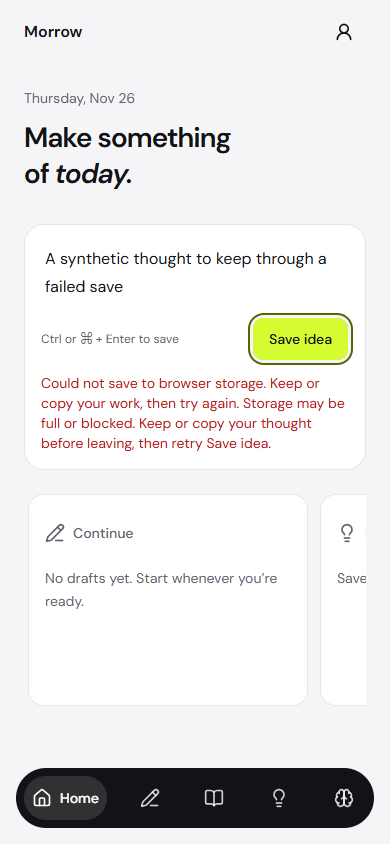 Morrow
Thursday, Nov 26
Make something
of today.
A synthetic thought to keep through a
failed save
Ctrl or ⌘ + Enter to save
Save idea
Could not save to browser storage. Keep or
copy your work, then try again. Storage may be
full or blocked. Keep or copy your thought
before leaving, then retry Save idea.
Continue
No drafts yet. Start whenever you’re
ready.
Save
Home